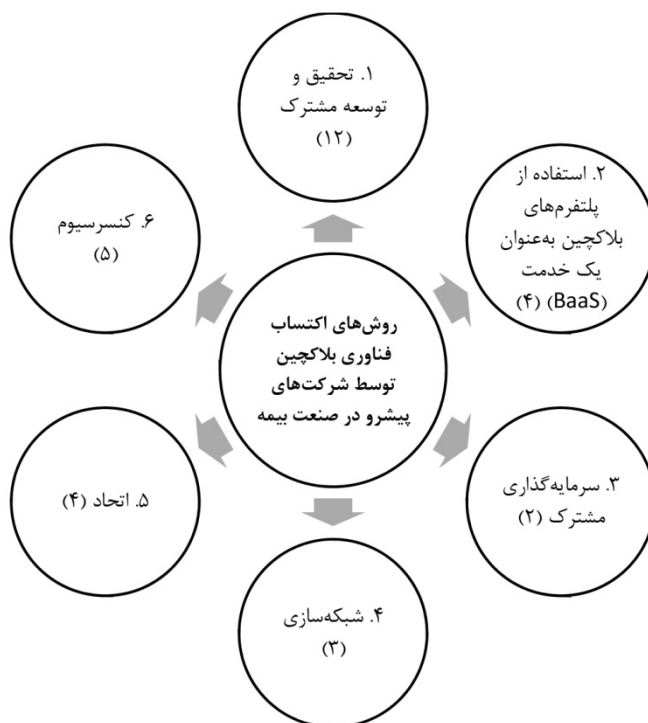 ۱. تحقیق و
توسعه مشترک
(۱۲)
۲. استفاده از
پلتفرم‌های
بلاکچین به‌عنوان
یک خدمت
(BaaS) (۴)
۳. سرمایه‌گذاری
مشترک (۲)
۴. شبکه‌سازی
(۳)
۵. اتحاد (۴)
۶. کنسرسیوم
(۵)
روش‌های اکتساب
فناوری بلاکچین
توسط شرکت‌های
پیشرو در صنعت بیمه